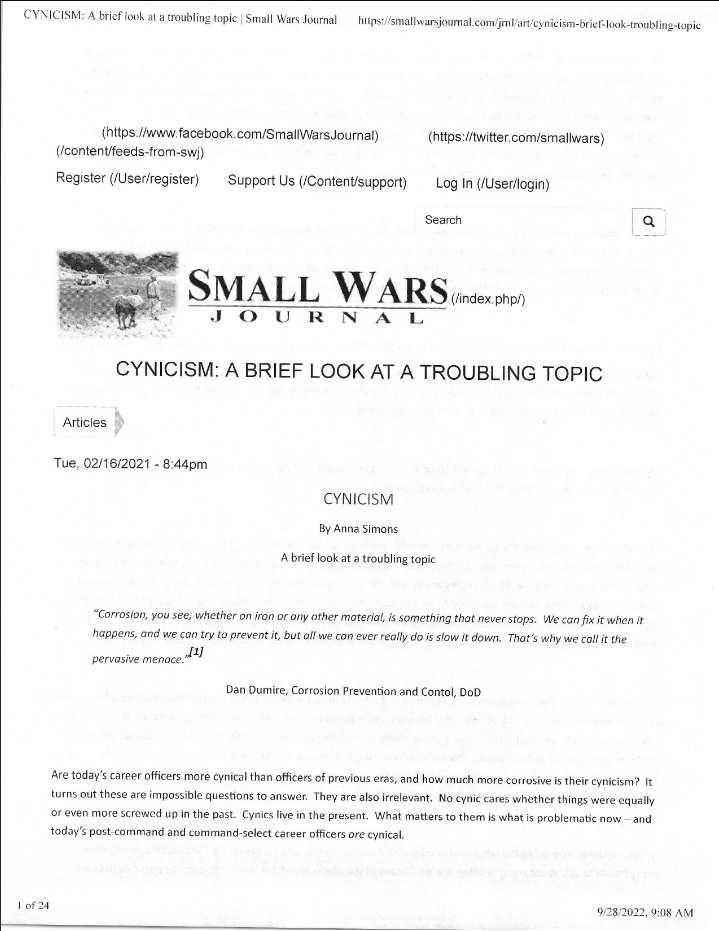 CYNICISM: A brief look at a troubling topic | Small Wars Journal https://smallwarsjournal.com/jrnl/art/cynicism-brief-look-troubling-topic
(https://www.facebook.com/SmallWarsJournal) (https://twitter.com/smallwars)
(/content/feeds-from-swj)
Register (/User/register) Support Us (/Content/support) Log In (/User/login)
Search
SMALL WARS (/index.php/)
JOURNAL
CYNICISM: A BRIEF LOOK AT A TROUBLING TOPIC
Articles
Tue, 02/16/2021 - 8:44pm
CYNICISM
By Anna Simons
A brief look at a troubling topic
"Corrosion, you see, whether on iron or any other material, is something that never stops. We can fix it when it
happens, and we can try to prevent it, but all we can ever really do is slow it down. That's why we call it the
pervasive menace."[1]
Dan Dumire, Corrosion Prevention and Contol, DoD
Are today's career officers more cynical than officers of previous eras, and how much more corrosive is their cynicism? It
turns out these are impossible questions to answer. They are also irrelevant. No cynic cares whether things were equally
or even more screwed up in the past. Cynics live in the present. What matters to them is what is problematic now – and
today's post-command and command-select career officers are cynical.
1 of 24
9/28/2022, 9:08 AM